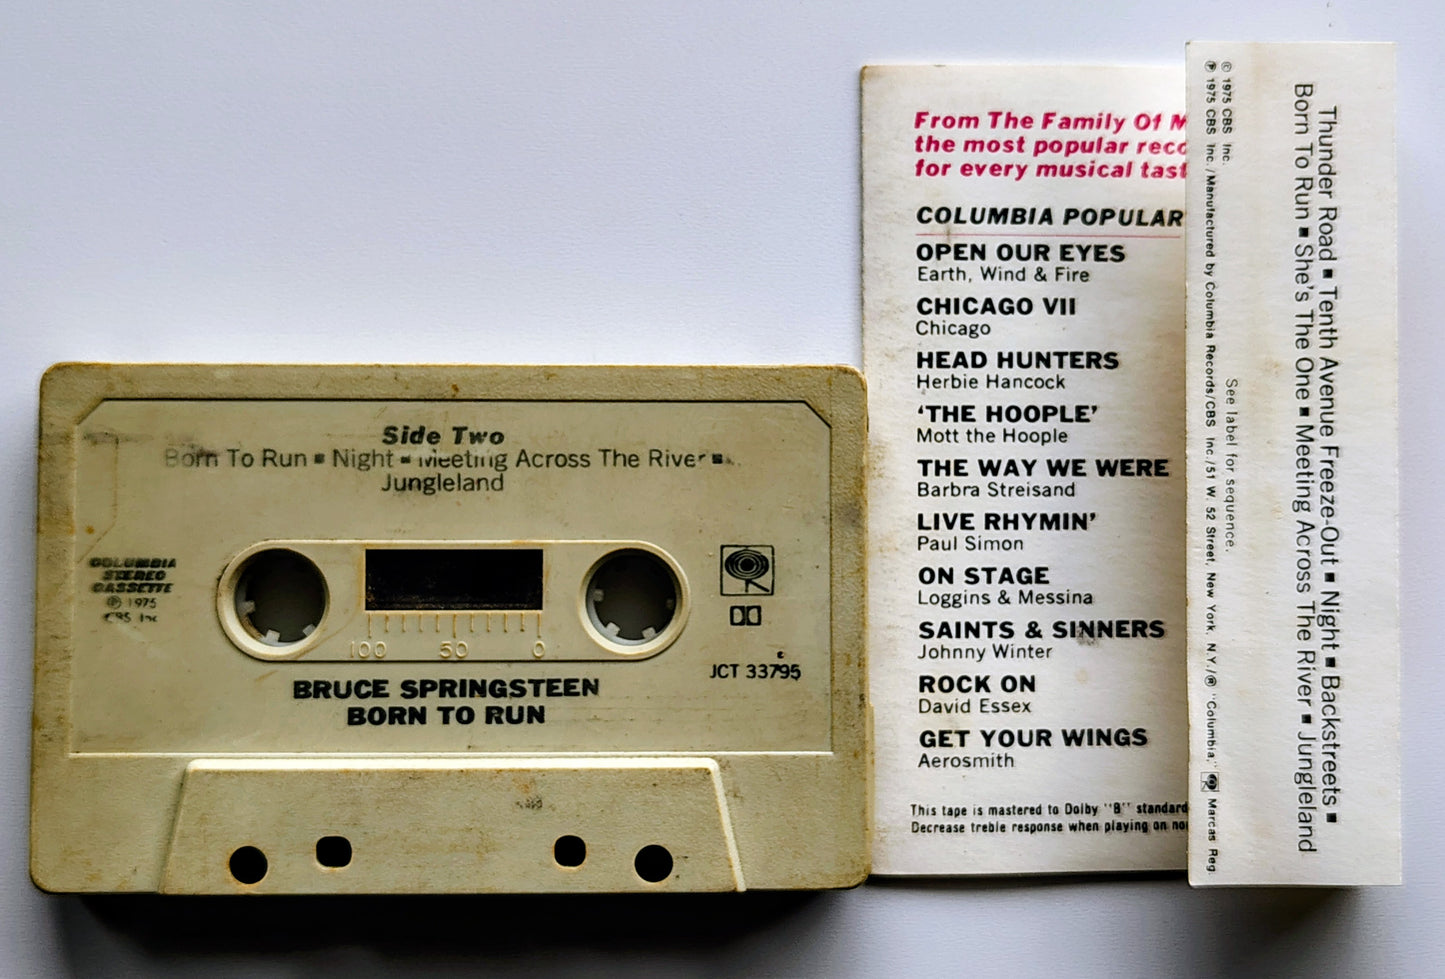 Side Two
Born To Run ▪ Night ▪ Meeting Across The River ▪
Jungleland
COLUMBIA
STEREO
CASSETTE
℗ 1975
CBS Inc
100 50 0
JCT 33795
BRUCE SPRINGSTEEN
BORN TO RUN
From The Family Of M
the most popular reco
for every musical tast
COLUMBIA POPULAR
OPEN OUR EYES
Earth, Wind & Fire
CHICAGO VII
Chicago
HEAD HUNTERS
Herbie Hancock
‘THE HOOPLE’
Mott the Hoople
THE WAY WE WERE
Barbra Streisand
LIVE RHYMIN’
Paul Simon
ON STAGE
Loggins & Messina
SAINTS & SINNERS
Johnny Winter
ROCK ON
David Essex
GET YOUR WINGS
Aerosmith
This tape is mastered to Dolby "B" standard
Decrease treble response when playing on no
Thunder Road ▪ Tenth Avenue Freeze-Out ▪ Night ▪ Backstreets ▪
Born To Run ▪ She's The One ▪ Meeting Across The River ▪ Jungleland
See label for sequence.
© 1975 CBS Inc.
℗ 1975 CBS Inc./Manufactured by Columbia Records/CBS Inc./51 W. 52 Street, New York, N.Y./® "Columbia," Marcas Reg.